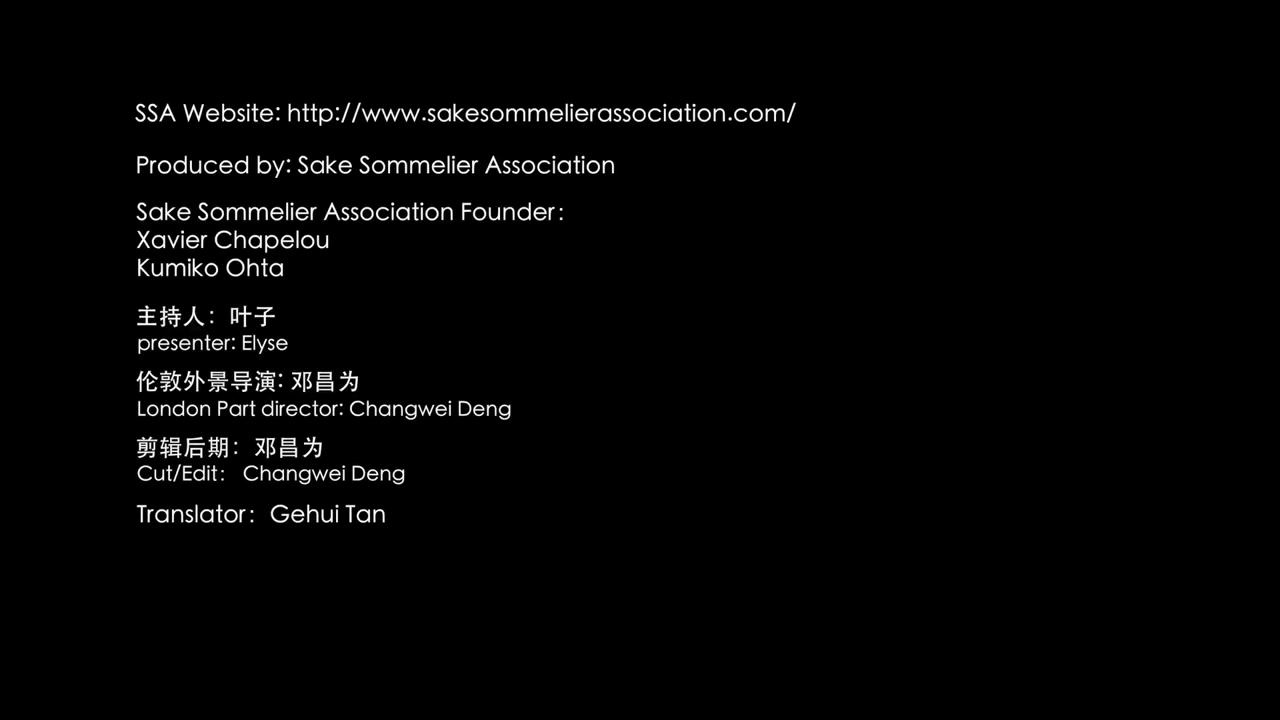 SSA Website: http://www.sakesommelierassociation.com/
Produced by: Sake Sommelier Association
Sake Sommelier Association Founder：
Xavier Chapelou
Kumiko Ohta
主持人：叶子
presenter: Elyse
伦敦外景导演: 邓昌为
London Part director: Changwei Deng
剪辑后期：邓昌为
Cut/Edit： Changwei Deng
Translator：Gehui Tan